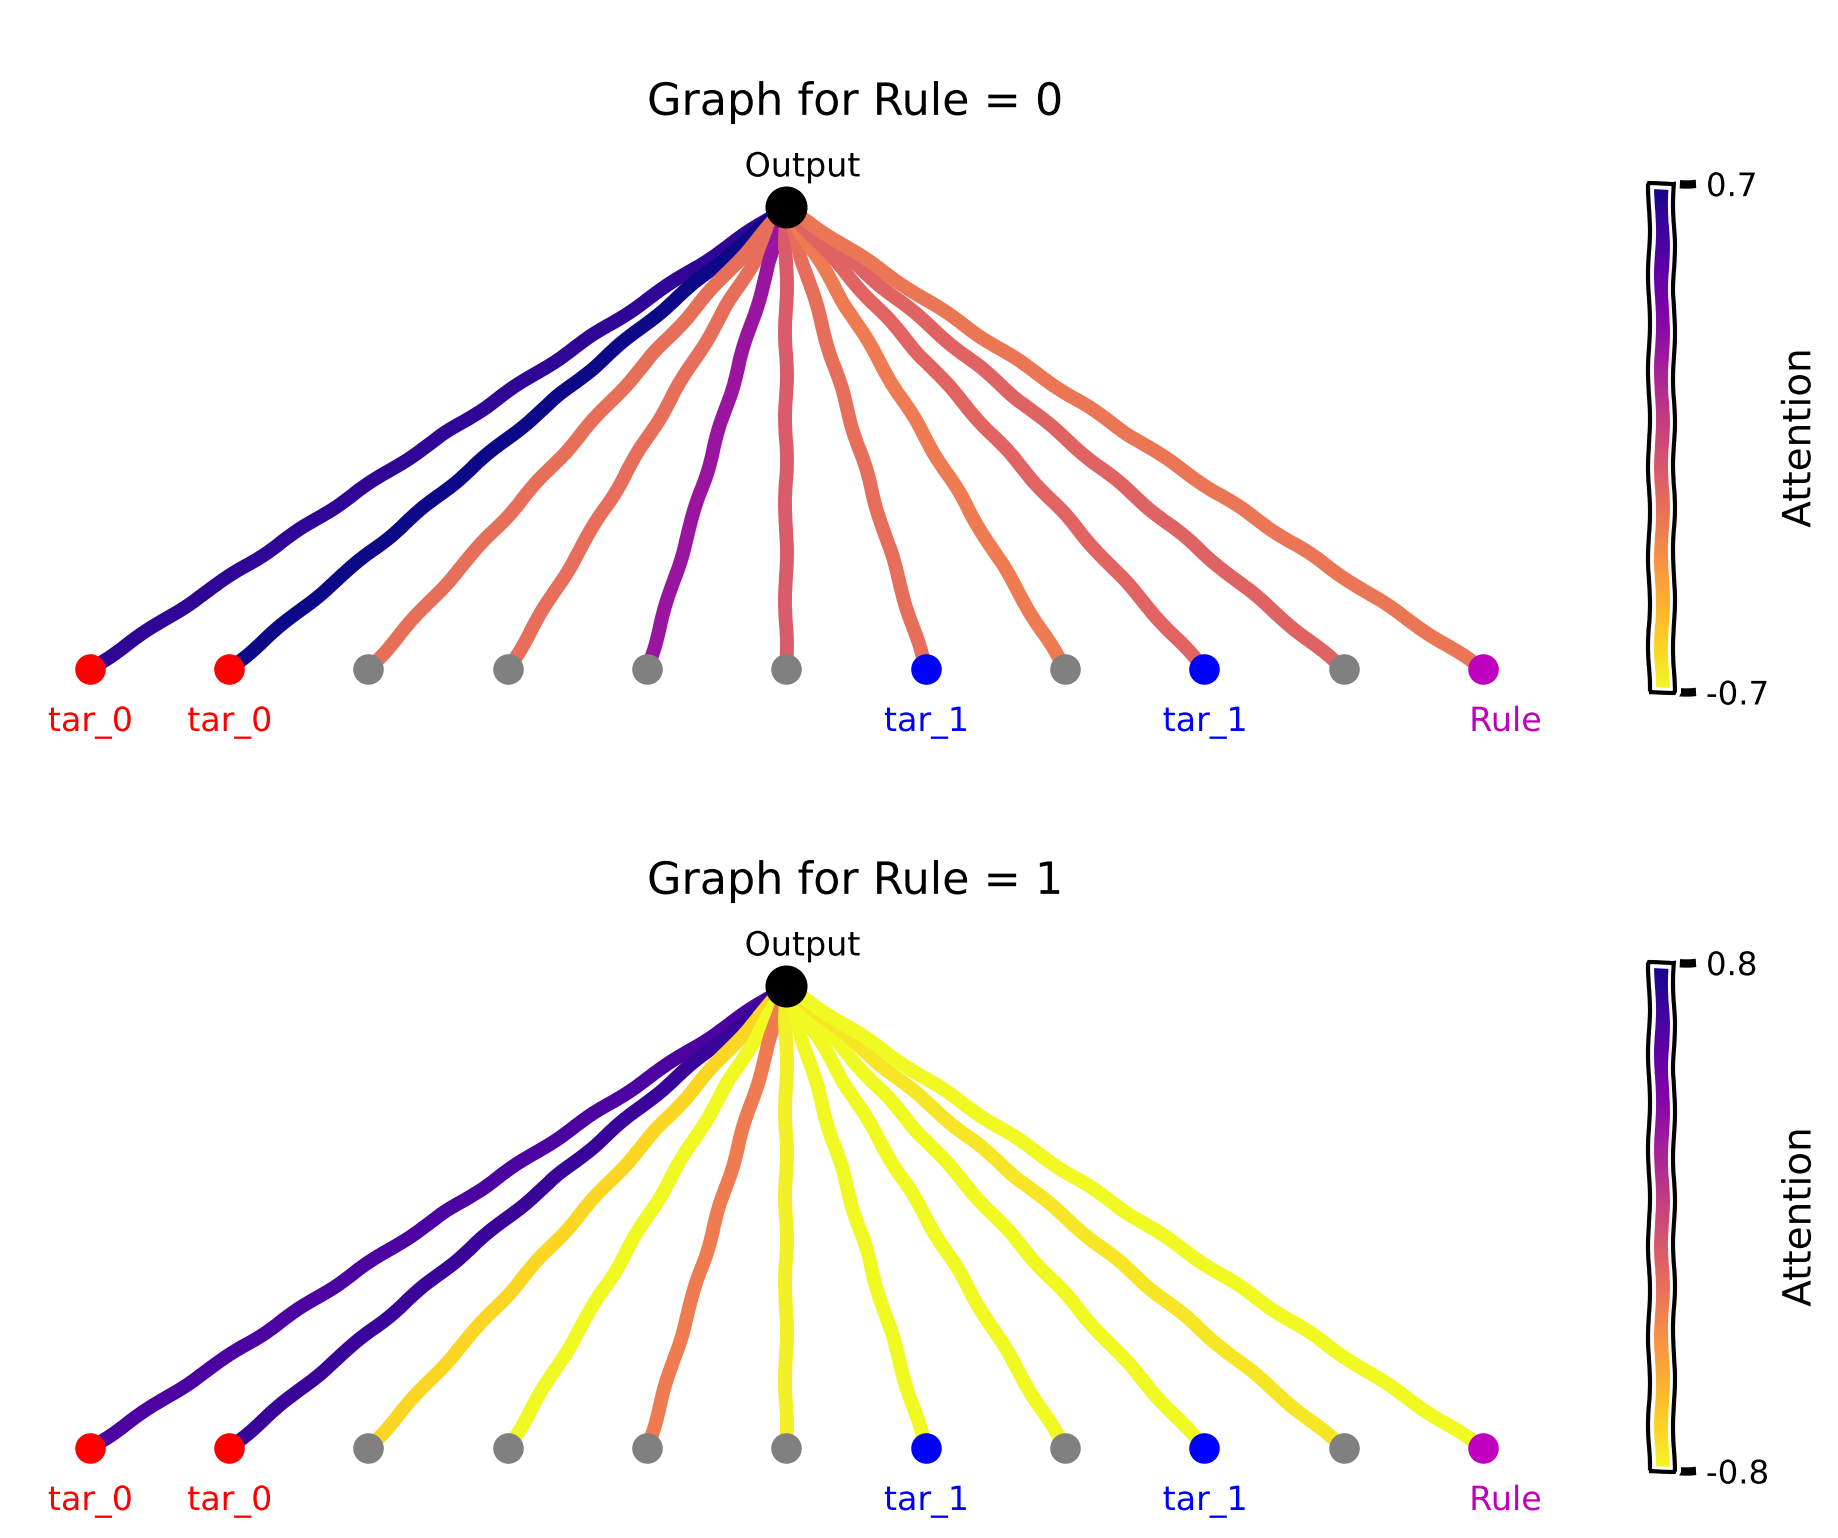 Graph for Rule = 0
Output
0.7
Attention
-0.7
tar_0 tar_0 tar_1 tar_1 Rule
Graph for Rule = 1
Output
0.8
Attention
-0.8
tar_0 tar_0 tar_1 tar_1 Rule